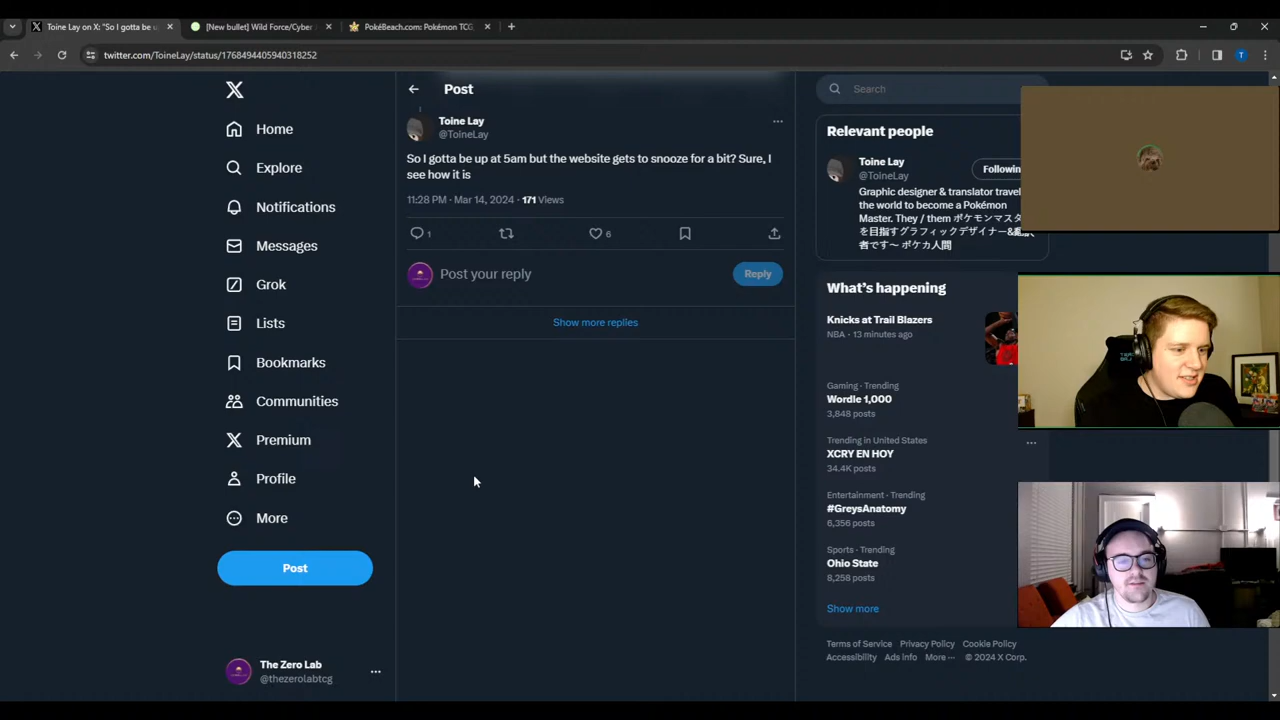 Toine Lay on X: "So I gotta be u
[New bullet] Wild Force/Cyber
PokéBeach.com: Pokémon TCG
twitter.com/ToineLay/status/1768494405940318252
T
Home
Explore
Notifications
Messages
Grok
Lists
Bookmarks
Communities
Premium
Profile
More
Post
The Zero Lab
@thezerolabtcg
Post
Toine Lay
@ToineLay
So I gotta be up at 5am but the website gets to snooze for a bit? Sure, I
see how it is
11:28 PM · Mar 14, 2024 · 171 Views
1
6
Post your reply
Reply
Show more replies
Search
Relevant people
Toine Lay
@ToineLay
Followin
Graphic designer & translator travel
the world to become a Pokémon
Master. They / them ポケモンマスタ
を目指すグラフィックデザイナー&翻訳
者です〜 ポケカ人間
What's happening
Knicks at Trail Blazers
NBA · 13 minutes ago
Gaming · Trending
Wordle 1,000
3,848 posts
Trending in United States
XCRY EN HOY
34.4K posts
Entertainment · Trending
#GreysAnatomy
6,356 posts
Sports · Trending
Ohio State
8,258 posts
Show more
Terms of Service Privacy Policy Cookie Policy
Accessibility Ads info More ··· © 2024 X Corp.